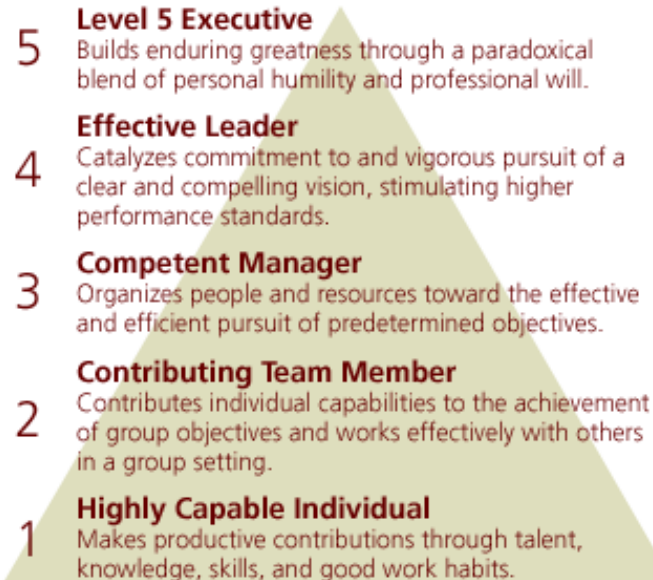 5
Level 5 Executive
Builds enduring greatness through a paradoxical
blend of personal humility and professional will.
4
Effective Leader
Catalyzes commitment to and vigorous pursuit of a
clear and compelling vision, stimulating higher
performance standards.
3
Competent Manager
Organizes people and resources toward the effective
and efficient pursuit of predetermined objectives.
2
Contributing Team Member
Contributes individual capabilities to the achievement
of group objectives and works effectively with others
in a group setting.
1
Highly Capable Individual
Makes productive contributions through talent,
knowledge, skills, and good work habits.